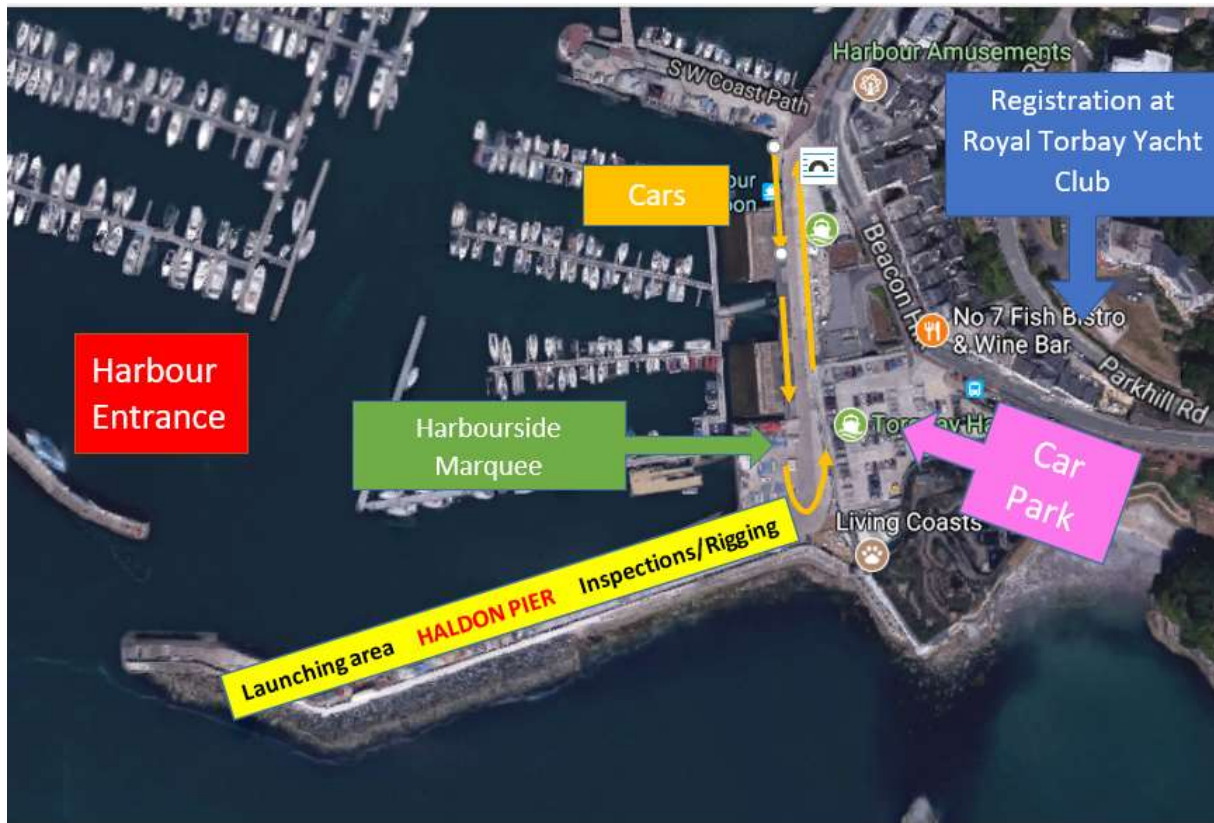 Harbour Amusements
S W Coast Path
Registration at
Royal Torbay Yacht
Club
Cars
Beacon
No 7 Fish Bistro
& Wine Bar
Parkhill Rd
Harbour
Entrance
Harbourside
Marquee
Car
Park
Living Coasts
Launching area HALDON PIER Inspections/Rigging